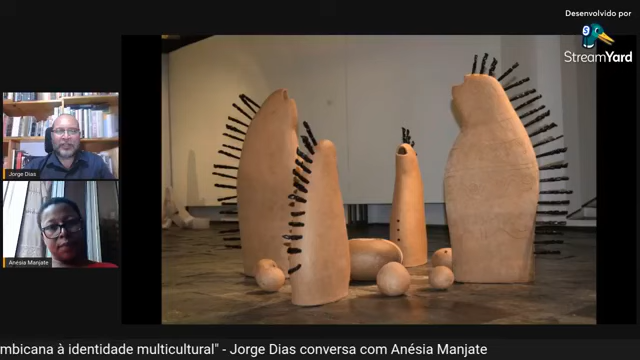 Desenvolvido por
StreamYard
Jorge Dias
Anésia Manjate
mbicana à identidade multicultural" - Jorge Dias conversa com Anésia Manjate